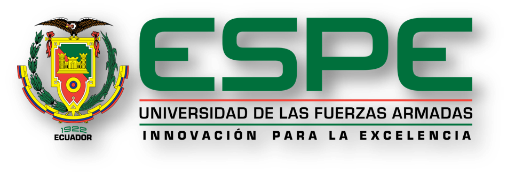 ESPE
UNIVERSIDAD DE LAS FUERZAS ARMADAS
INNOVACIÓN PARA LA EXCELENCIA
1922
ECUADOR